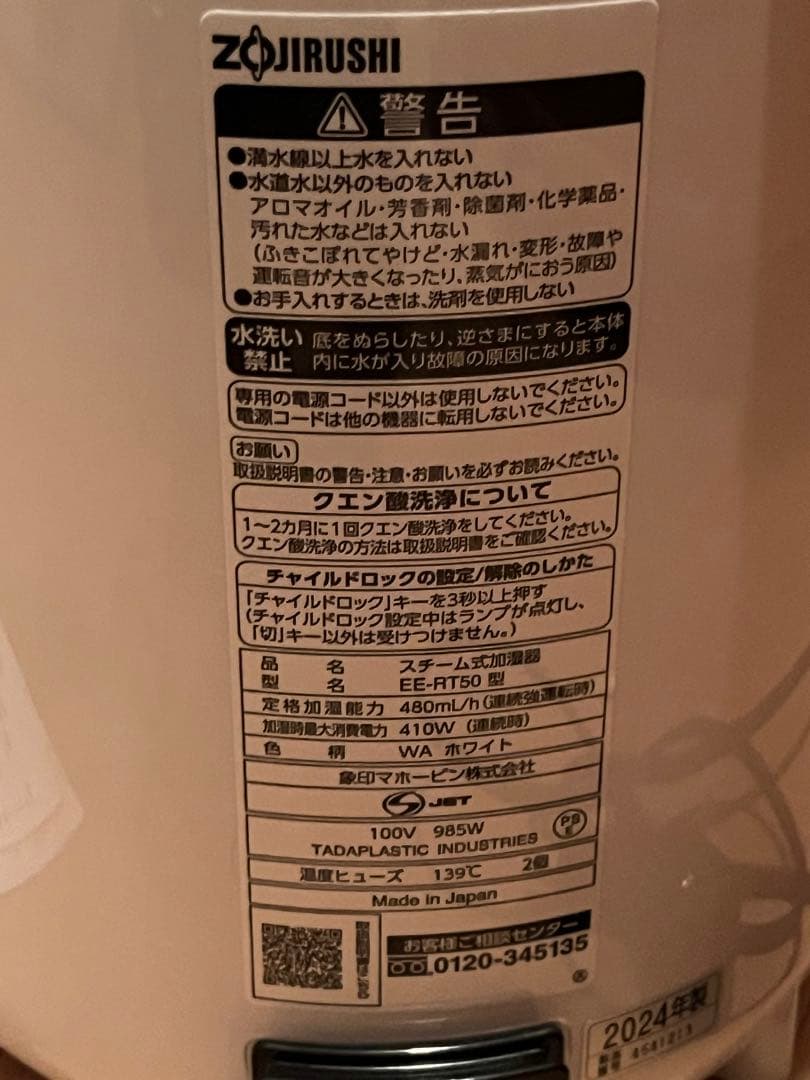 ZOJIRUSHI
警告
●満水線以上水を入れない
●水道水以外のものを入れない
アロマオイル・芳香剤・除菌剤・化学薬品・
汚れた水などは入れない
(ふきこぼれてやけど・水漏れ・変形・故障や
運転音が大きくなったり、蒸気がにおう原因)
●お手入れするときは、洗剤を使用しない
水洗い
禁止
底をぬらしたり、逆さまにすると本体
内に水が入り故障の原因になります。
専用の電源コード以外は使用しないでください。
電源コードは他の機器に転用しないでください。
お願い
取扱説明書の警告・注意・お願いを必ずお読みください。
クエン酸洗浄について
1〜2カ月に1回クエン酸洗浄をしてください。
クエン酸洗浄の方法は取扱説明書をご確認ください。
チャイルドロックの設定/解除のしかた
「チャイルドロック」キーを3秒以上押す
(チャイルドロック設定中はランプが点灯し、
「切」キー以外は受けつけません。)
品名 スチーム式加湿器
型名 EE-RT50 型
定格加湿能力 480mL/h (連続強運転時)
加湿時最大消費電力 410W (連続時)
色柄 WA ホワイト
象印マホービン株式会社
JET
100V 985W
PS
E
TADAPLASTIC INDUSTRIES
温度ヒューズ 139℃ 2個
Made in Japan
お客様ご相談センター
0120-345135
®
2024年製
製造
番号